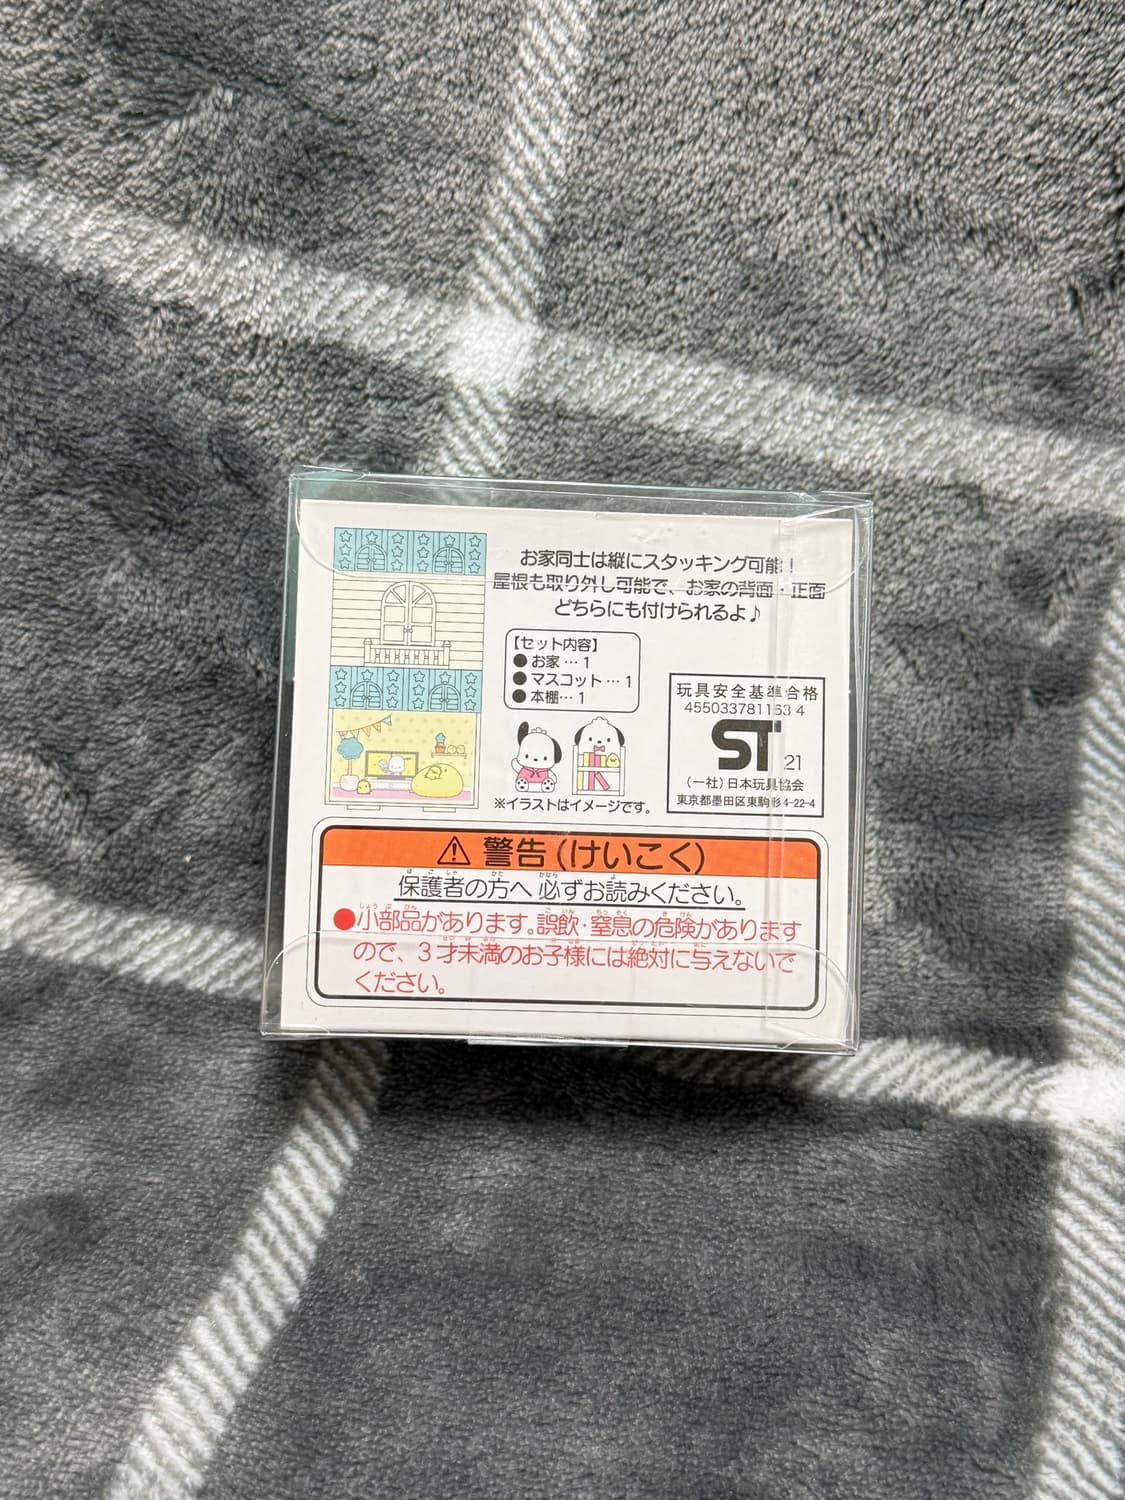 お家同士は縦にスタッキング可能!
屋根も取り外し可能で、お家の背面・正面
どちらにも付けられるよ♪
【セット内容】
●お家…1
●マスコット…1
●本棚…1
※イラストはイメージです。
玩具安全基準合格
455033781163 4
ST 21
(一社)日本玩具協会
東京都墨田区東駒形4-22-4
⚠ 警告(けいこく)
保護者の方へ 必ずお読みください。
●小部品があります。誤飲・窒息の危険があります
ので、3才未満のお子様には絶対に与えないで
ください。